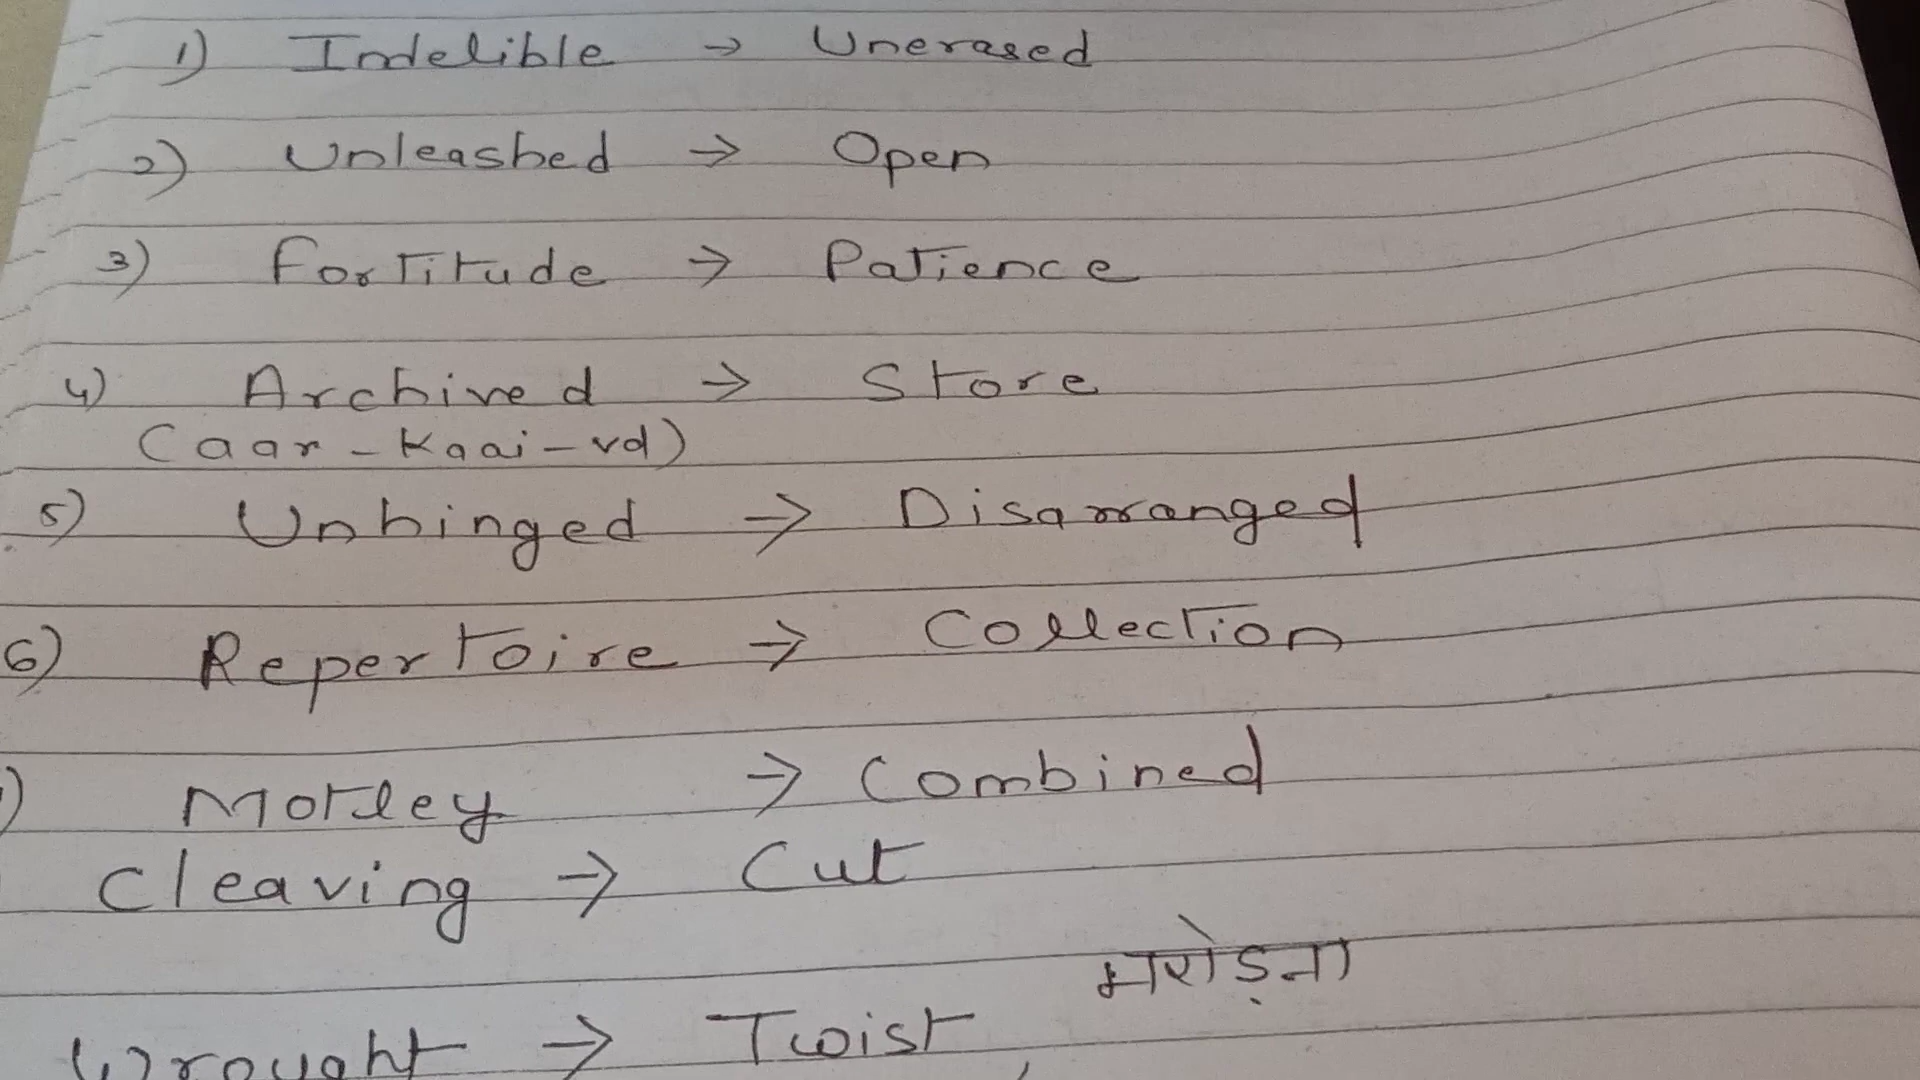 1) Indelible → Unerased
2) Unleashed → Open
3) Fortitude → Patience
4) Archived → Store
(aar-Kaai-vd)
5) Unhinged → Disarranged
6) Repertoire → Collection
) Motley → Combined
Cleaving → Cut
मरोड़ना
Wrought → Twist,